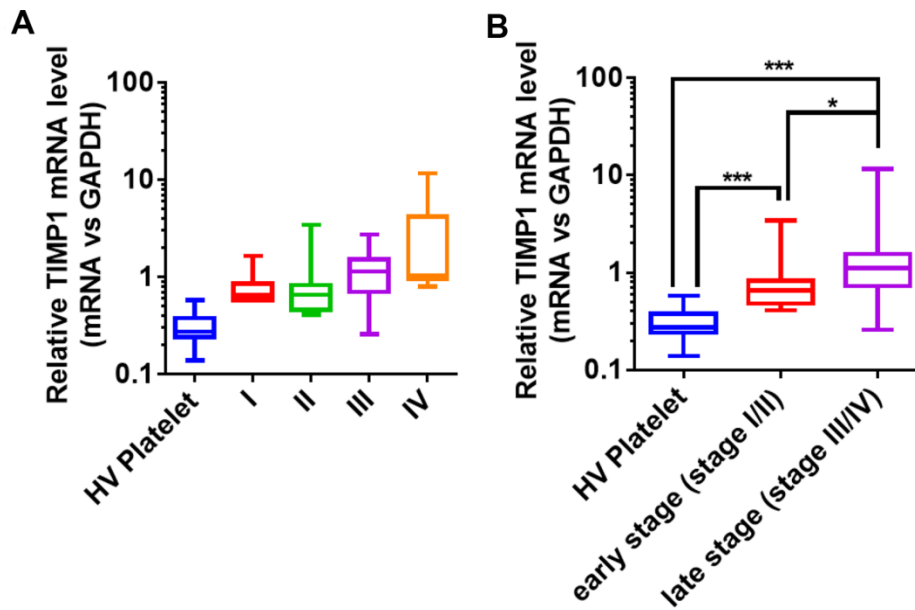 A
Relative TIMP1 mRNA level
(mRNA vs GAPDH)
100
10
1
0.1
HV Platelet
I
II
III
IV
B
Relative TIMP1 mRNA level
(mRNA vs GAPDH)
100
10
1
0.1
***
*
***
HV Platelet
early stage (stage I/II)
late stage (stage III/IV)